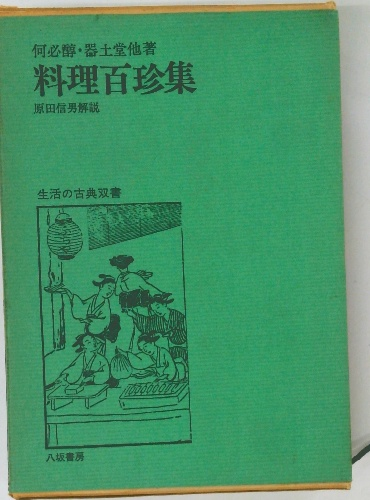 何必醇・器土堂他著
料理百珍集
原田信男解説
生活の古典双書
八坂書房